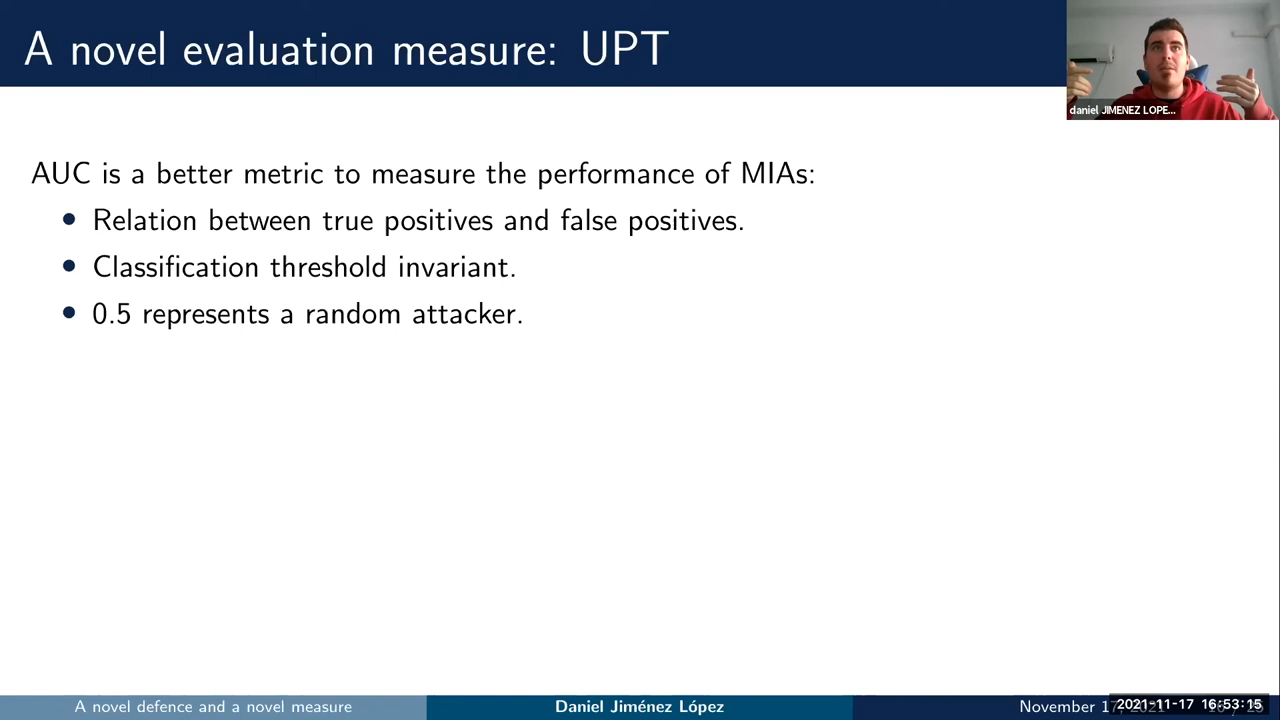 A novel evaluation measure: UPT
daniel JIMENEZ LOPE...
AUC is a better metric to measure the performance of MIAs:
• Relation between true positives and false positives.
• Classification threshold invariant.
• 0.5 represents a random attacker.
A novel defence and a novel measure
Daniel Jiménez López
November 17, 2021
2021-11-17 16:53:15